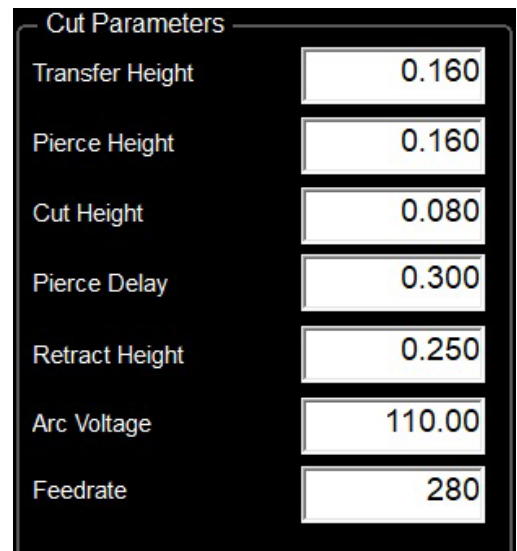 Cut Parameters
Transfer Height 0.160
Pierce Height 0.160
Cut Height 0.080
Pierce Delay 0.300
Retract Height 0.250
Arc Voltage 110.00
Feedrate 280